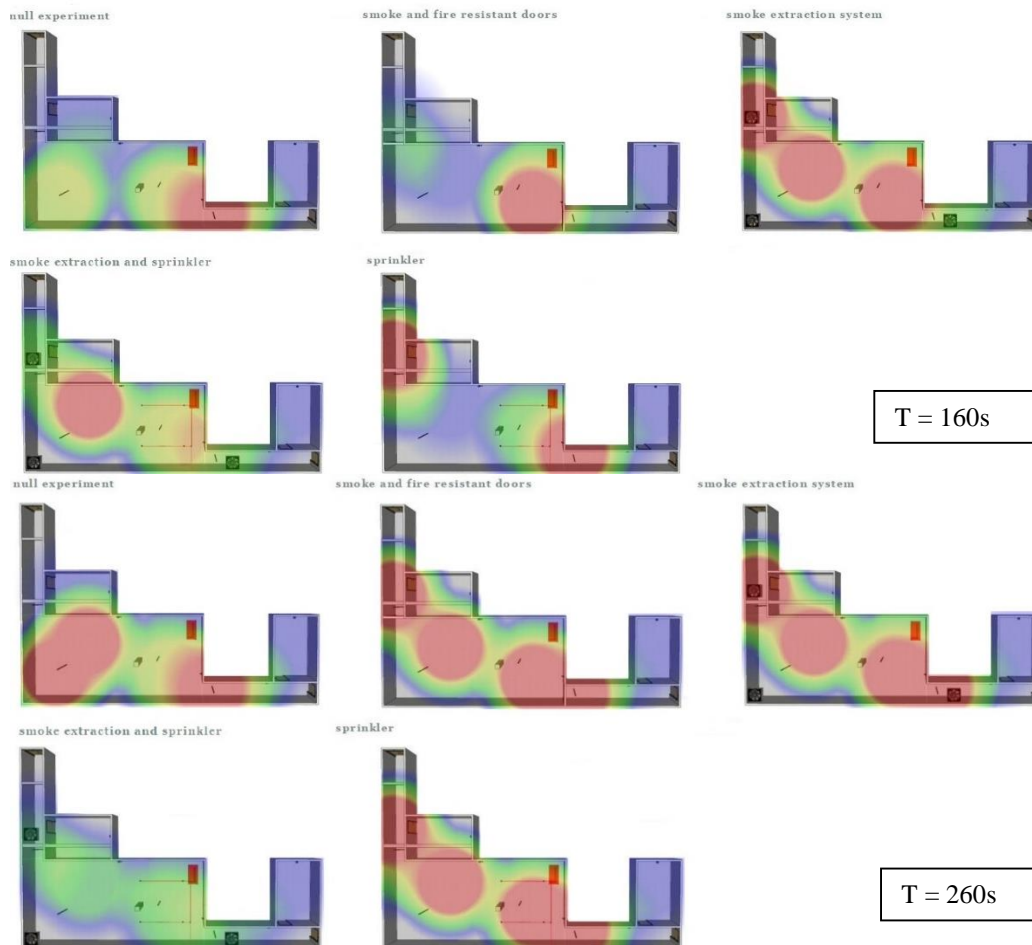 null experiment
smoke and fire resistant doors
smoke extraction system
smoke extraction and sprinkler
sprinkler
T = 160s
null experiment
smoke and fire resistant doors
smoke extraction system
smoke extraction and sprinkler
sprinkler
T = 260s